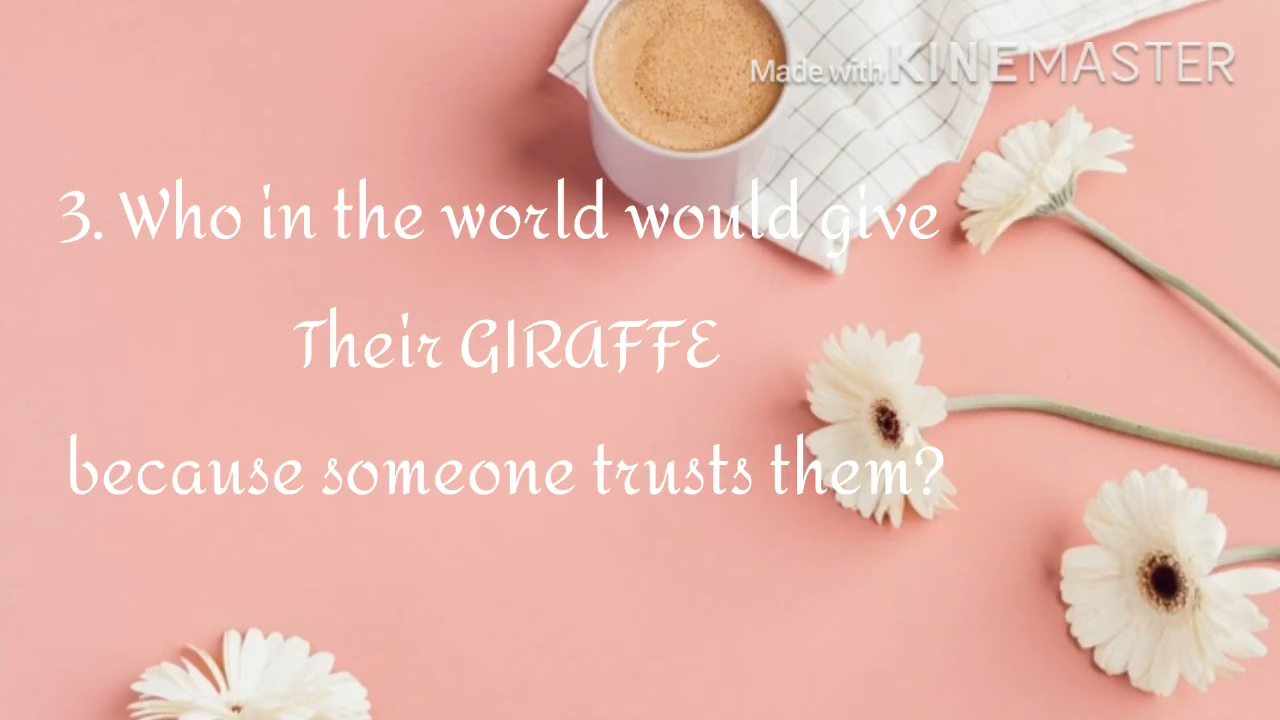 Made with KINEMASTER
3. Who in the world would give
Their GIRAFFE
because someone trusts them?